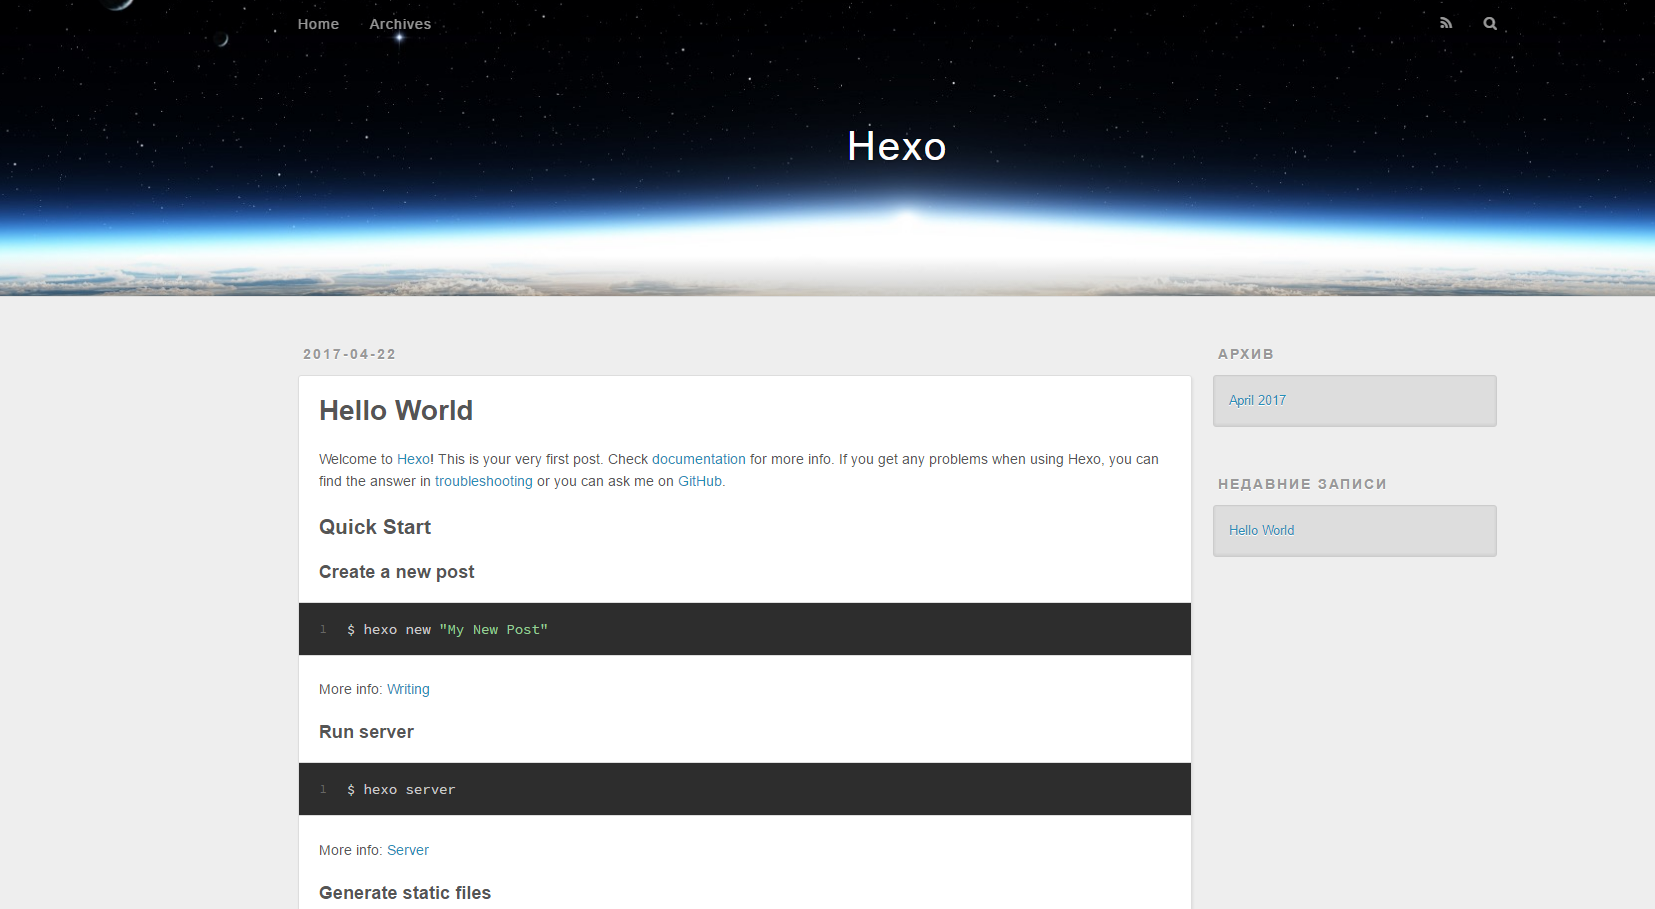 Home Archives
Hexo
2017-04-22
Hello World
Welcome to Hexo! This is your very first post. Check documentation for more info. If you get any problems when using Hexo, you can
find the answer in troubleshooting or you can ask me on GitHub.
Quick Start
Create a new post
1 $ hexo new "My New Post"
More info: Writing
Run server
1 $ hexo server
More info: Server
Generate static files
АРХИВ
April 2017
НЕДАВНИЕ ЗАПИСИ
Hello World